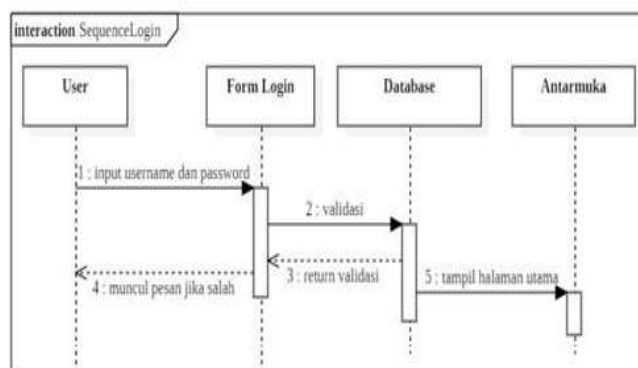 interaction SequenceLogin
User
Form Login
Database
Antarmuka
1 : input username dan password
2 : validasi
3 : return validasi
4 : muncul pesan jika salah
5 : tampil halaman utama